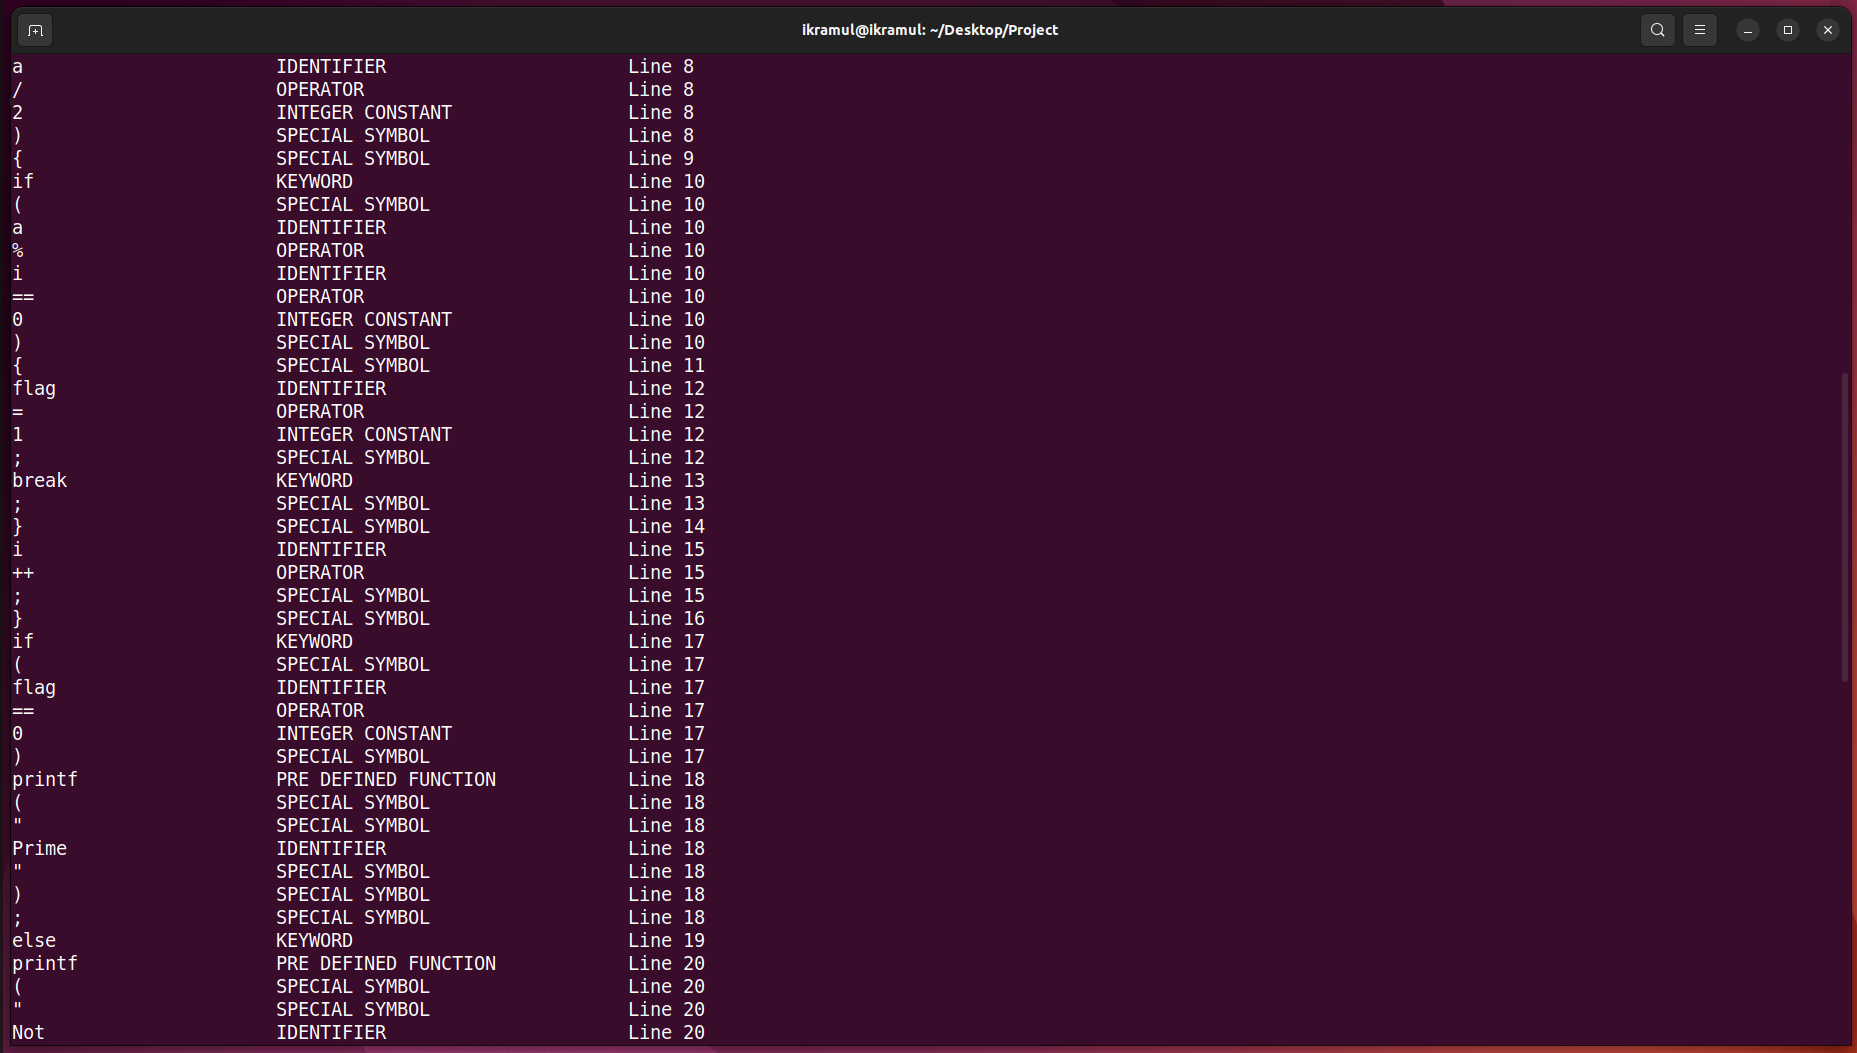 ikramul@ikramul: ~/Desktop/Project
a IDENTIFIER Line 8
/ OPERATOR Line 8
2 INTEGER CONSTANT Line 8
) SPECIAL SYMBOL Line 8
{ SPECIAL SYMBOL Line 9
if KEYWORD Line 10
( SPECIAL SYMBOL Line 10
a IDENTIFIER Line 10
% OPERATOR Line 10
i IDENTIFIER Line 10
== OPERATOR Line 10
0 INTEGER CONSTANT Line 10
) SPECIAL SYMBOL Line 10
{ SPECIAL SYMBOL Line 11
flag IDENTIFIER Line 12
= OPERATOR Line 12
1 INTEGER CONSTANT Line 12
; SPECIAL SYMBOL Line 12
break KEYWORD Line 13
; SPECIAL SYMBOL Line 13
} SPECIAL SYMBOL Line 14
i IDENTIFIER Line 15
++ OPERATOR Line 15
; SPECIAL SYMBOL Line 15
} SPECIAL SYMBOL Line 16
if KEYWORD Line 17
( SPECIAL SYMBOL Line 17
flag IDENTIFIER Line 17
== OPERATOR Line 17
0 INTEGER CONSTANT Line 17
) SPECIAL SYMBOL Line 17
printf PRE DEFINED FUNCTION Line 18
( SPECIAL SYMBOL Line 18
" SPECIAL SYMBOL Line 18
Prime IDENTIFIER Line 18
" SPECIAL SYMBOL Line 18
) SPECIAL SYMBOL Line 18
; SPECIAL SYMBOL Line 18
else KEYWORD Line 19
printf PRE DEFINED FUNCTION Line 20
( SPECIAL SYMBOL Line 20
" SPECIAL SYMBOL Line 20
Not IDENTIFIER Line 20